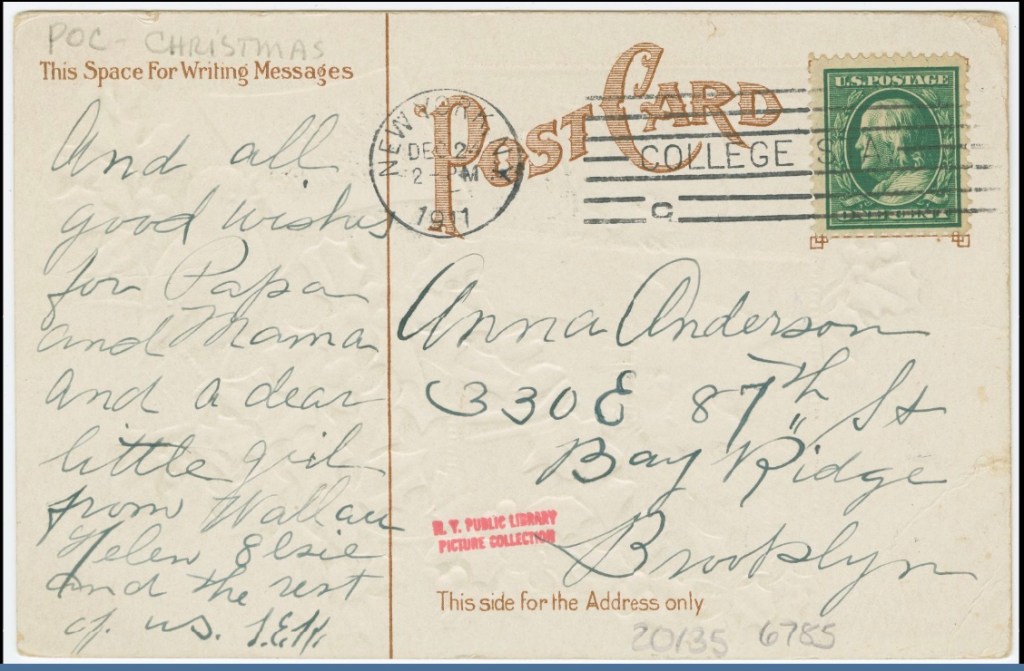 POC - CHRISTMAS
This Space For Writing Messages
And all
good wishes
for Papa
and Mama
and a dear
little girl
from Wallace
Helen Elsie
and the rest
of us. I.E.K.
POST CARD
NEW YORK
DEC 2
2 - PM
1911
COLLEGE STA.
C
U.S. POSTAGE
ONE CENT
Anna Anderson
330 E 87th St
Bay Ridge
Brooklyn
N. Y. PUBLIC LIBRARY
PICTURE COLLECTION
This side for the Address only
20135 6785